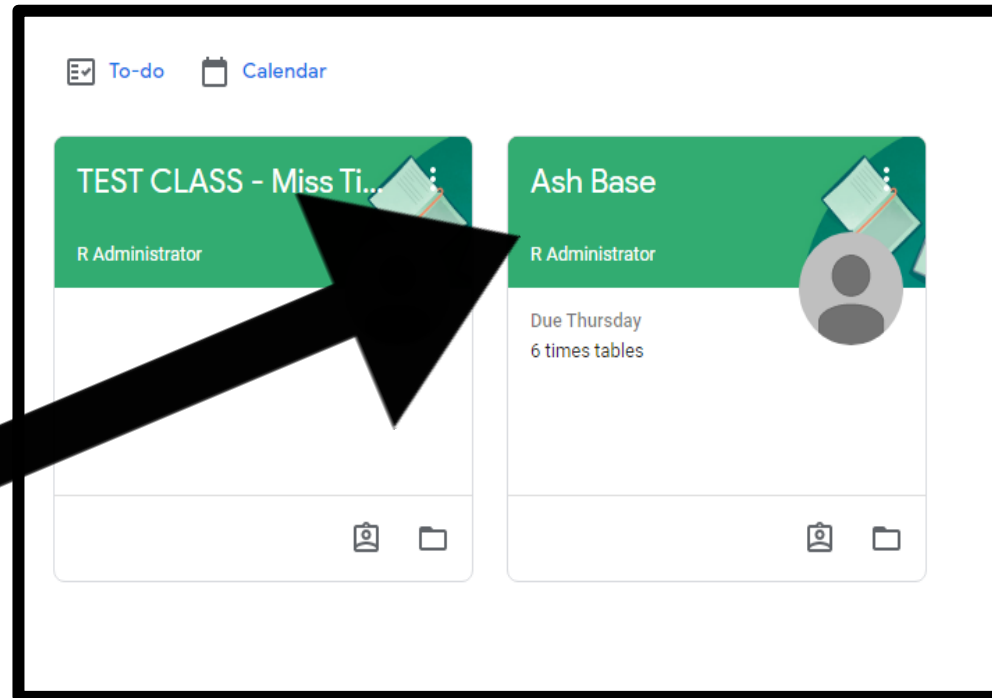 To-do Calendar
TEST CLASS - Miss Ti...
R Administrator
Ash Base
R Administrator
Due Thursday
6 times tables